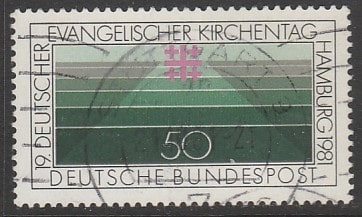 19. DEUTSCHER
EVANGELISCHER KIRCHENTAG
HAMBURG 1981
50
DEUTSCHE BUNDESPOST